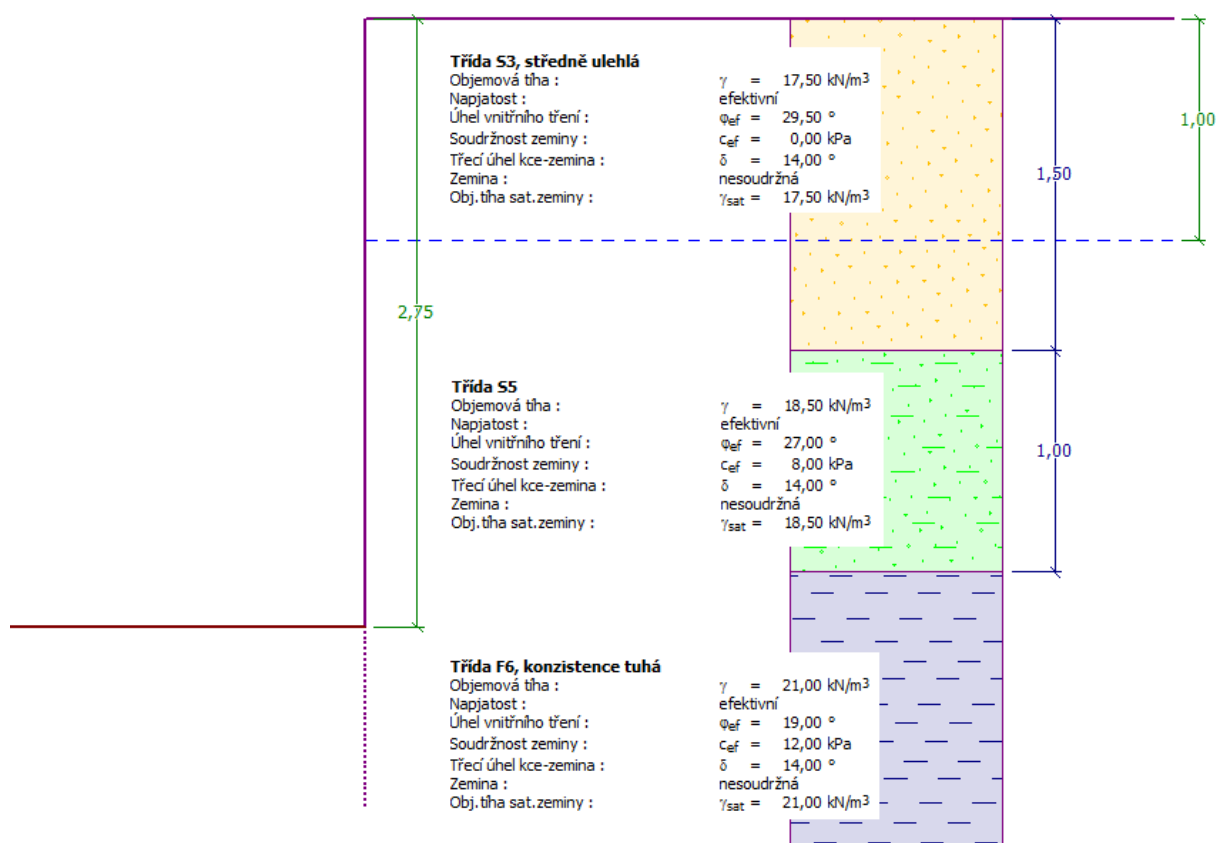 Třída S3, středně ulehlá
Objemová tíha : γ = 17,50 kN/m³
Napjatost : efektivní
Úhel vnitřního tření : φef = 29,50 °
Soudržnost zeminy : cef = 0,00 kPa
Třecí úhel kce-zemina : δ = 14,00 °
Zemina : nesoudržná
Obj.tíha sat.zeminy : γsat = 17,50 kN/m³
1,00
1,50
2,75
Třída S5
Objemová tíha : γ = 18,50 kN/m³
Napjatost : efektivní
Úhel vnitřního tření : φef = 27,00 °
Soudržnost zeminy : cef = 8,00 kPa
Třecí úhel kce-zemina : δ = 14,00 °
Zemina : nesoudržná
Obj.tíha sat.zeminy : γsat = 18,50 kN/m³
1,00
Třída F6, konzistence tuhá
Objemová tíha : γ = 21,00 kN/m³
Napjatost : efektivní
Úhel vnitřního tření : φef = 19,00 °
Soudržnost zeminy : cef = 12,00 kPa
Třecí úhel kce-zemina : δ = 14,00 °
Zemina : nesoudržná
Obj.tíha sat.zeminy : γsat = 21,00 kN/m³